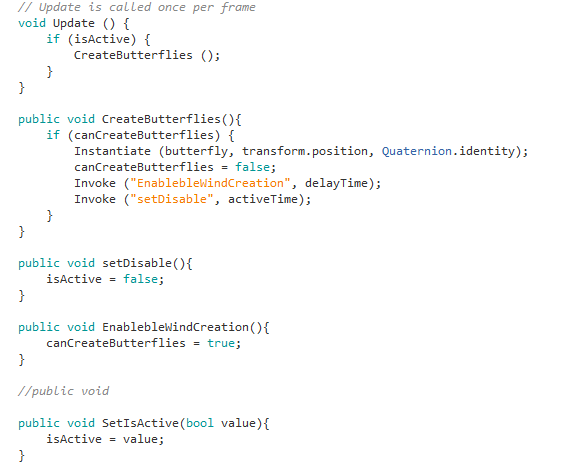 // Update is called once per frame
void Update () {
if (isActive) {
CreateButterflies ();
}
}
public void CreateButterflies(){
if (canCreateButterflies) {
Instantiate (butterfly, transform.position, Quaternion.identity);
canCreateButterflies = false;
Invoke ("EnablebleWindCreation", delayTime);
Invoke ("setDisable", activeTime);
}
}
public void setDisable(){
isActive = false;
}
public void EnablebleWindCreation(){
canCreateButterflies = true;
}
//public void
public void SetIsActive(bool value){
isActive = value;
}